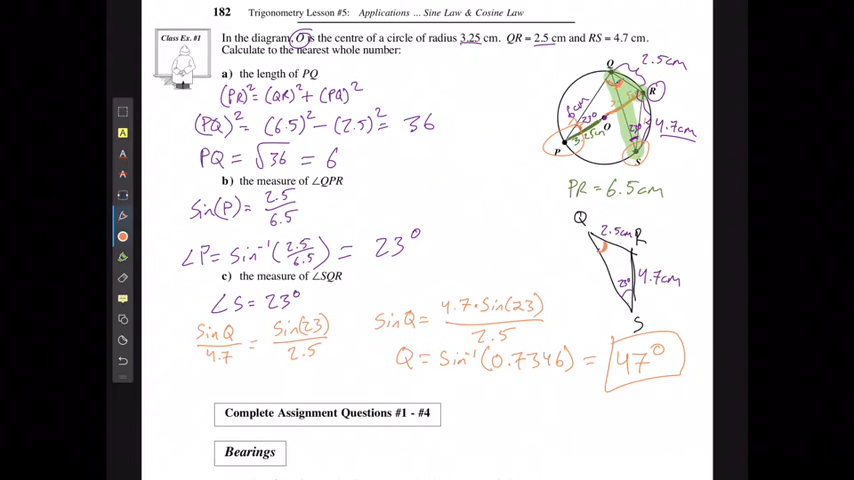 182 Trigonometry Lesson #5: Applications ... Sine Law & Cosine Law
Class Ex. #1
In the diagram, O is the centre of a circle of radius 3.25 cm. QR = 2.5 cm and RS = 4.7 cm.
Calculate to the nearest whole number:
a) the length of PQ
(PR)² = (QR)² + (PQ)²
(PQ)² = (6.5)² - (2.5)² = 36
PQ = √36 = 6
b) the measure of ∠QPR
sin(P) = 2.5/6.5
∠P = sin⁻¹(2.5/6.5) = 23°
c) the measure of ∠SQR
∠S = 23°
sinQ/4.7 = sin(23)/2.5
sinQ = 4.7·sin(23)/2.5
Q = sin⁻¹(0.7346) = 47°
Q
2.5cm
R
6cm
23°
O
3.25cm
23°
4.7cm
P
S
PR = 6.5cm
Q
2.5cm
R
23°
4.7cm
S
Complete Assignment Questions #1 - #4
Bearings